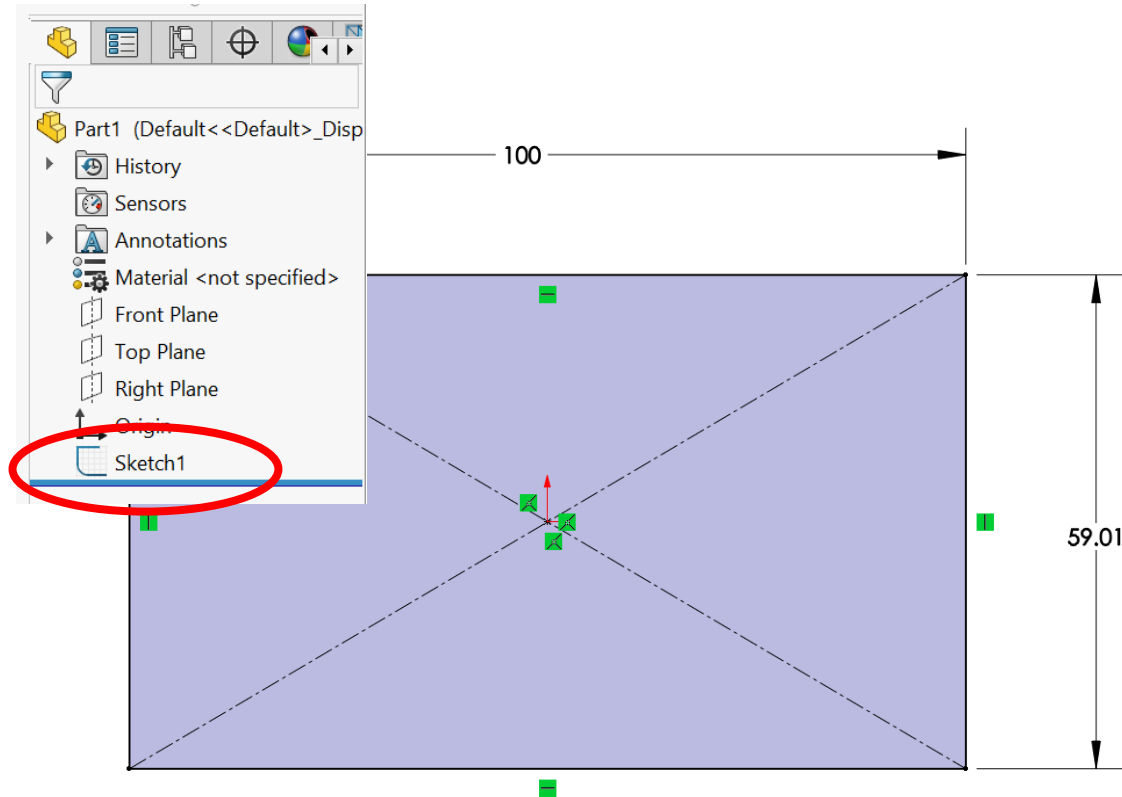 Part1 (Default<<Default>_Disp
History
Sensors
Annotations
Material <not specified>
Front Plane
Top Plane
Right Plane
Origin
Sketch1
100
59.01